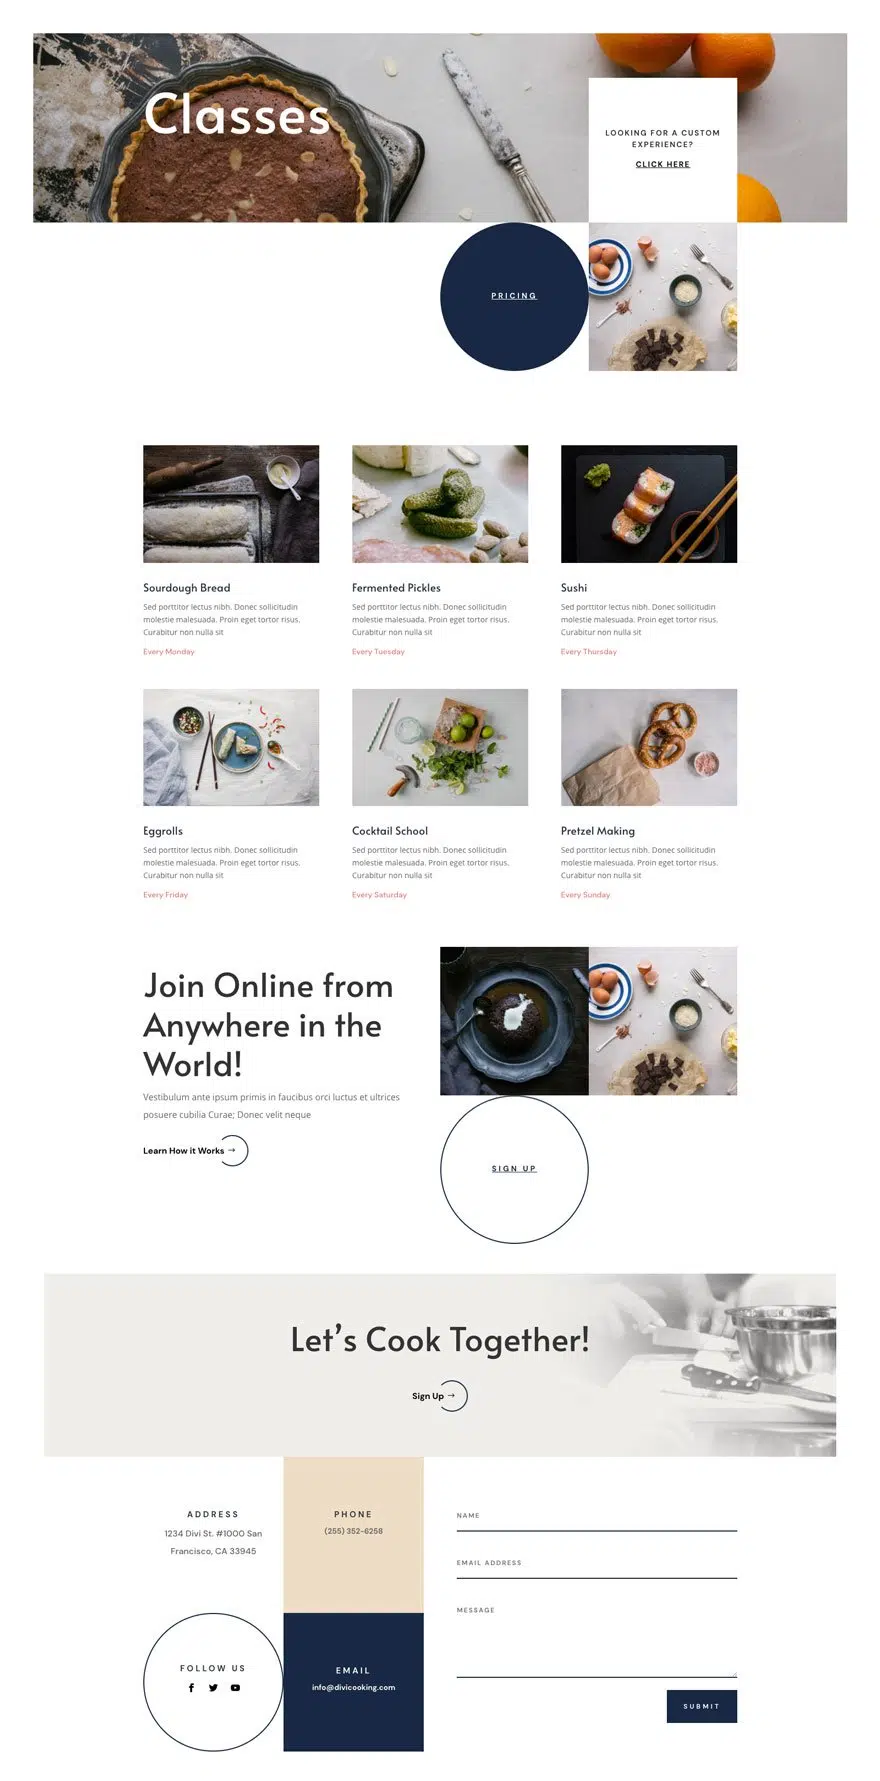 Classes
LOOKING FOR A CUSTOM
EXPERIENCE?
CLICK HERE
PRICING
Sourdough Bread
Sed porttitor lectus nibh. Donec sollicitudin
molestie malesuada. Proin eget tortor risus.
Curabitur non nulla sit
Every Monday
Fermented Pickles
Sed porttitor lectus nibh. Donec sollicitudin
molestie malesuada. Proin eget tortor risus.
Curabitur non nulla sit
Every Tuesday
Sushi
Sed porttitor lectus nibh. Donec sollicitudin
molestie malesuada. Proin eget tortor risus.
Curabitur non nulla sit
Every Thursday
Eggrolls
Sed porttitor lectus nibh. Donec sollicitudin
molestie malesuada. Proin eget tortor risus.
Curabitur non nulla sit
Every Friday
Cocktail School
Sed porttitor lectus nibh. Donec sollicitudin
molestie malesuada. Proin eget tortor risus.
Curabitur non nulla sit
Every Saturday
Pretzel Making
Sed porttitor lectus nibh. Donec sollicitudin
molestie malesuada. Proin eget tortor risus.
Curabitur non nulla sit
Every Sunday
Join Online from
Anywhere in the
World!
Vestibulum ante ipsum primis in faucibus orci luctus et ultrices
posuere cubilia Curae; Donec velit neque
Learn How it Works →
SIGN UP
Let's Cook Together!
Sign Up →
ADDRESS
1234 Divi St. #1000 San
Francisco, CA 33945
PHONE
(255) 352-6258
FOLLOW US
EMAIL
info@divicooking.com
NAME
EMAIL ADDRESS
MESSAGE
SUBMIT